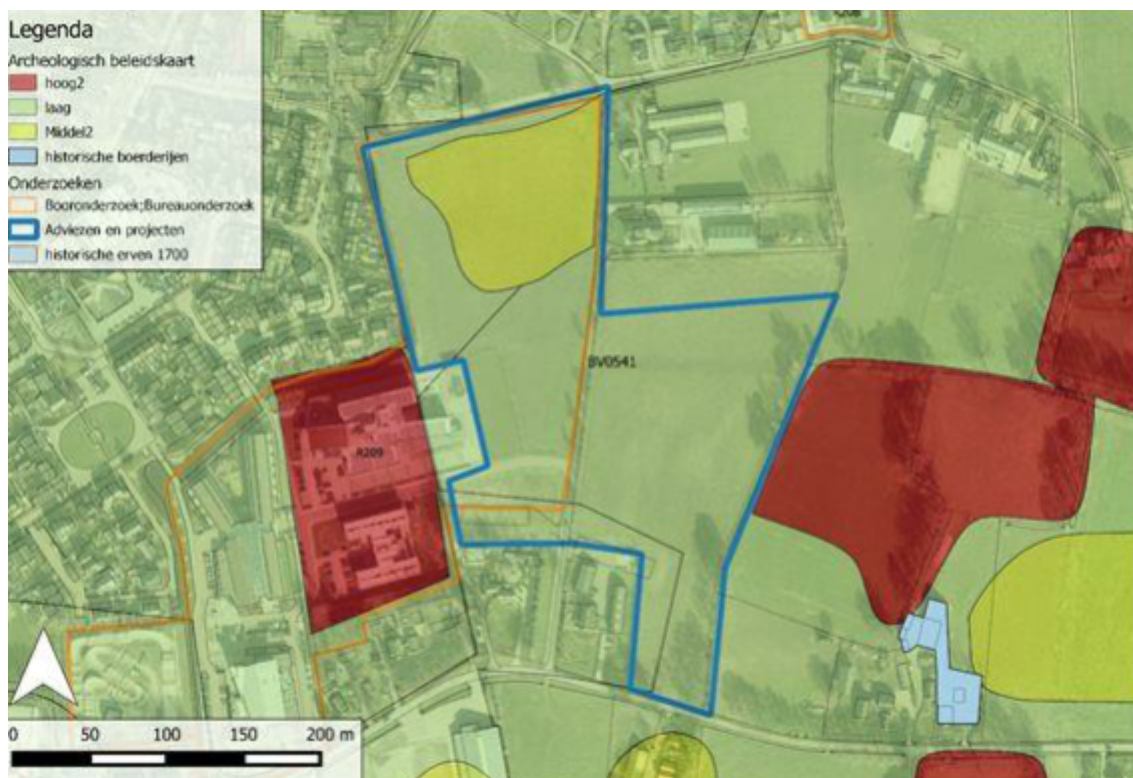 Legenda
Archeologisch beleidskaart
hoog2
laag
Middel2
historische boerderijen
Onderzoeken
Booronderzoek;Bureauonderzoek
Adviezen en projecten
historische erven 1700
BV0541
R209
0 50 100 150 200 m